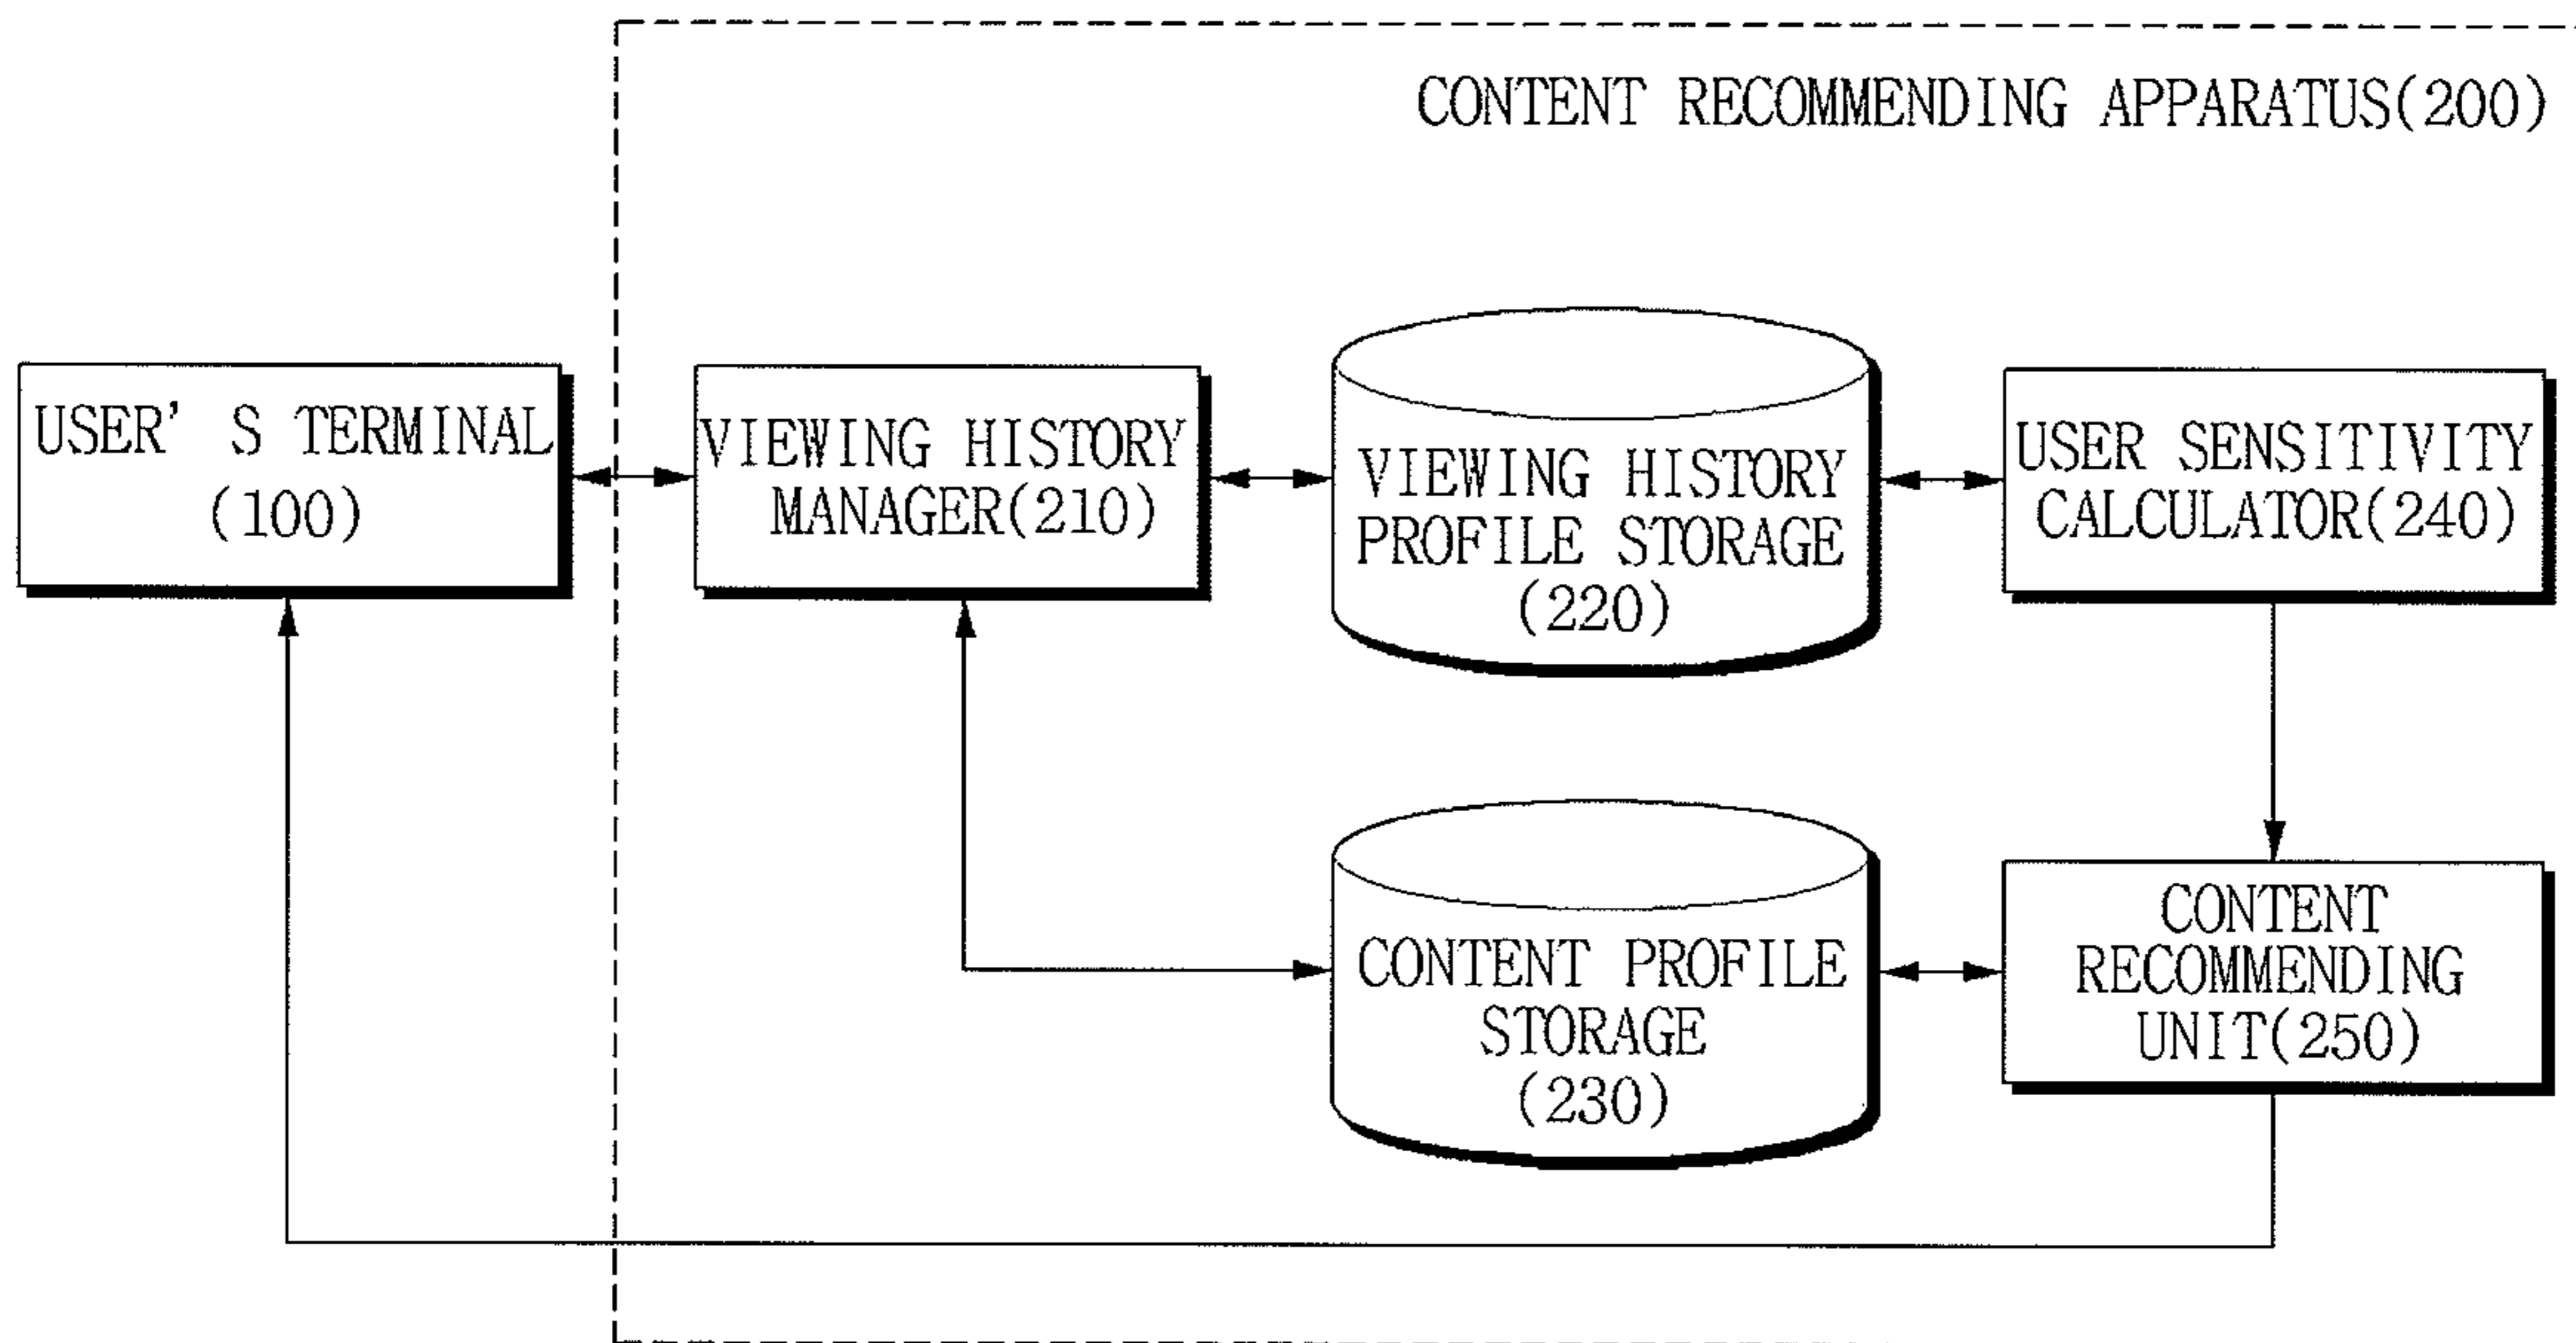 CONTENT RECOMMENDING APPARATUS(200)
USER' S TERMINAL
(100)
VIEWING HISTORY
MANAGER(210)
VIEWING HISTORY
PROFILE STORAGE
(220)
USER SENSITIVITY
CALCULATOR(240)
CONTENT PROFILE
STORAGE
(230)
CONTENT
RECOMMENDING
UNIT(250)